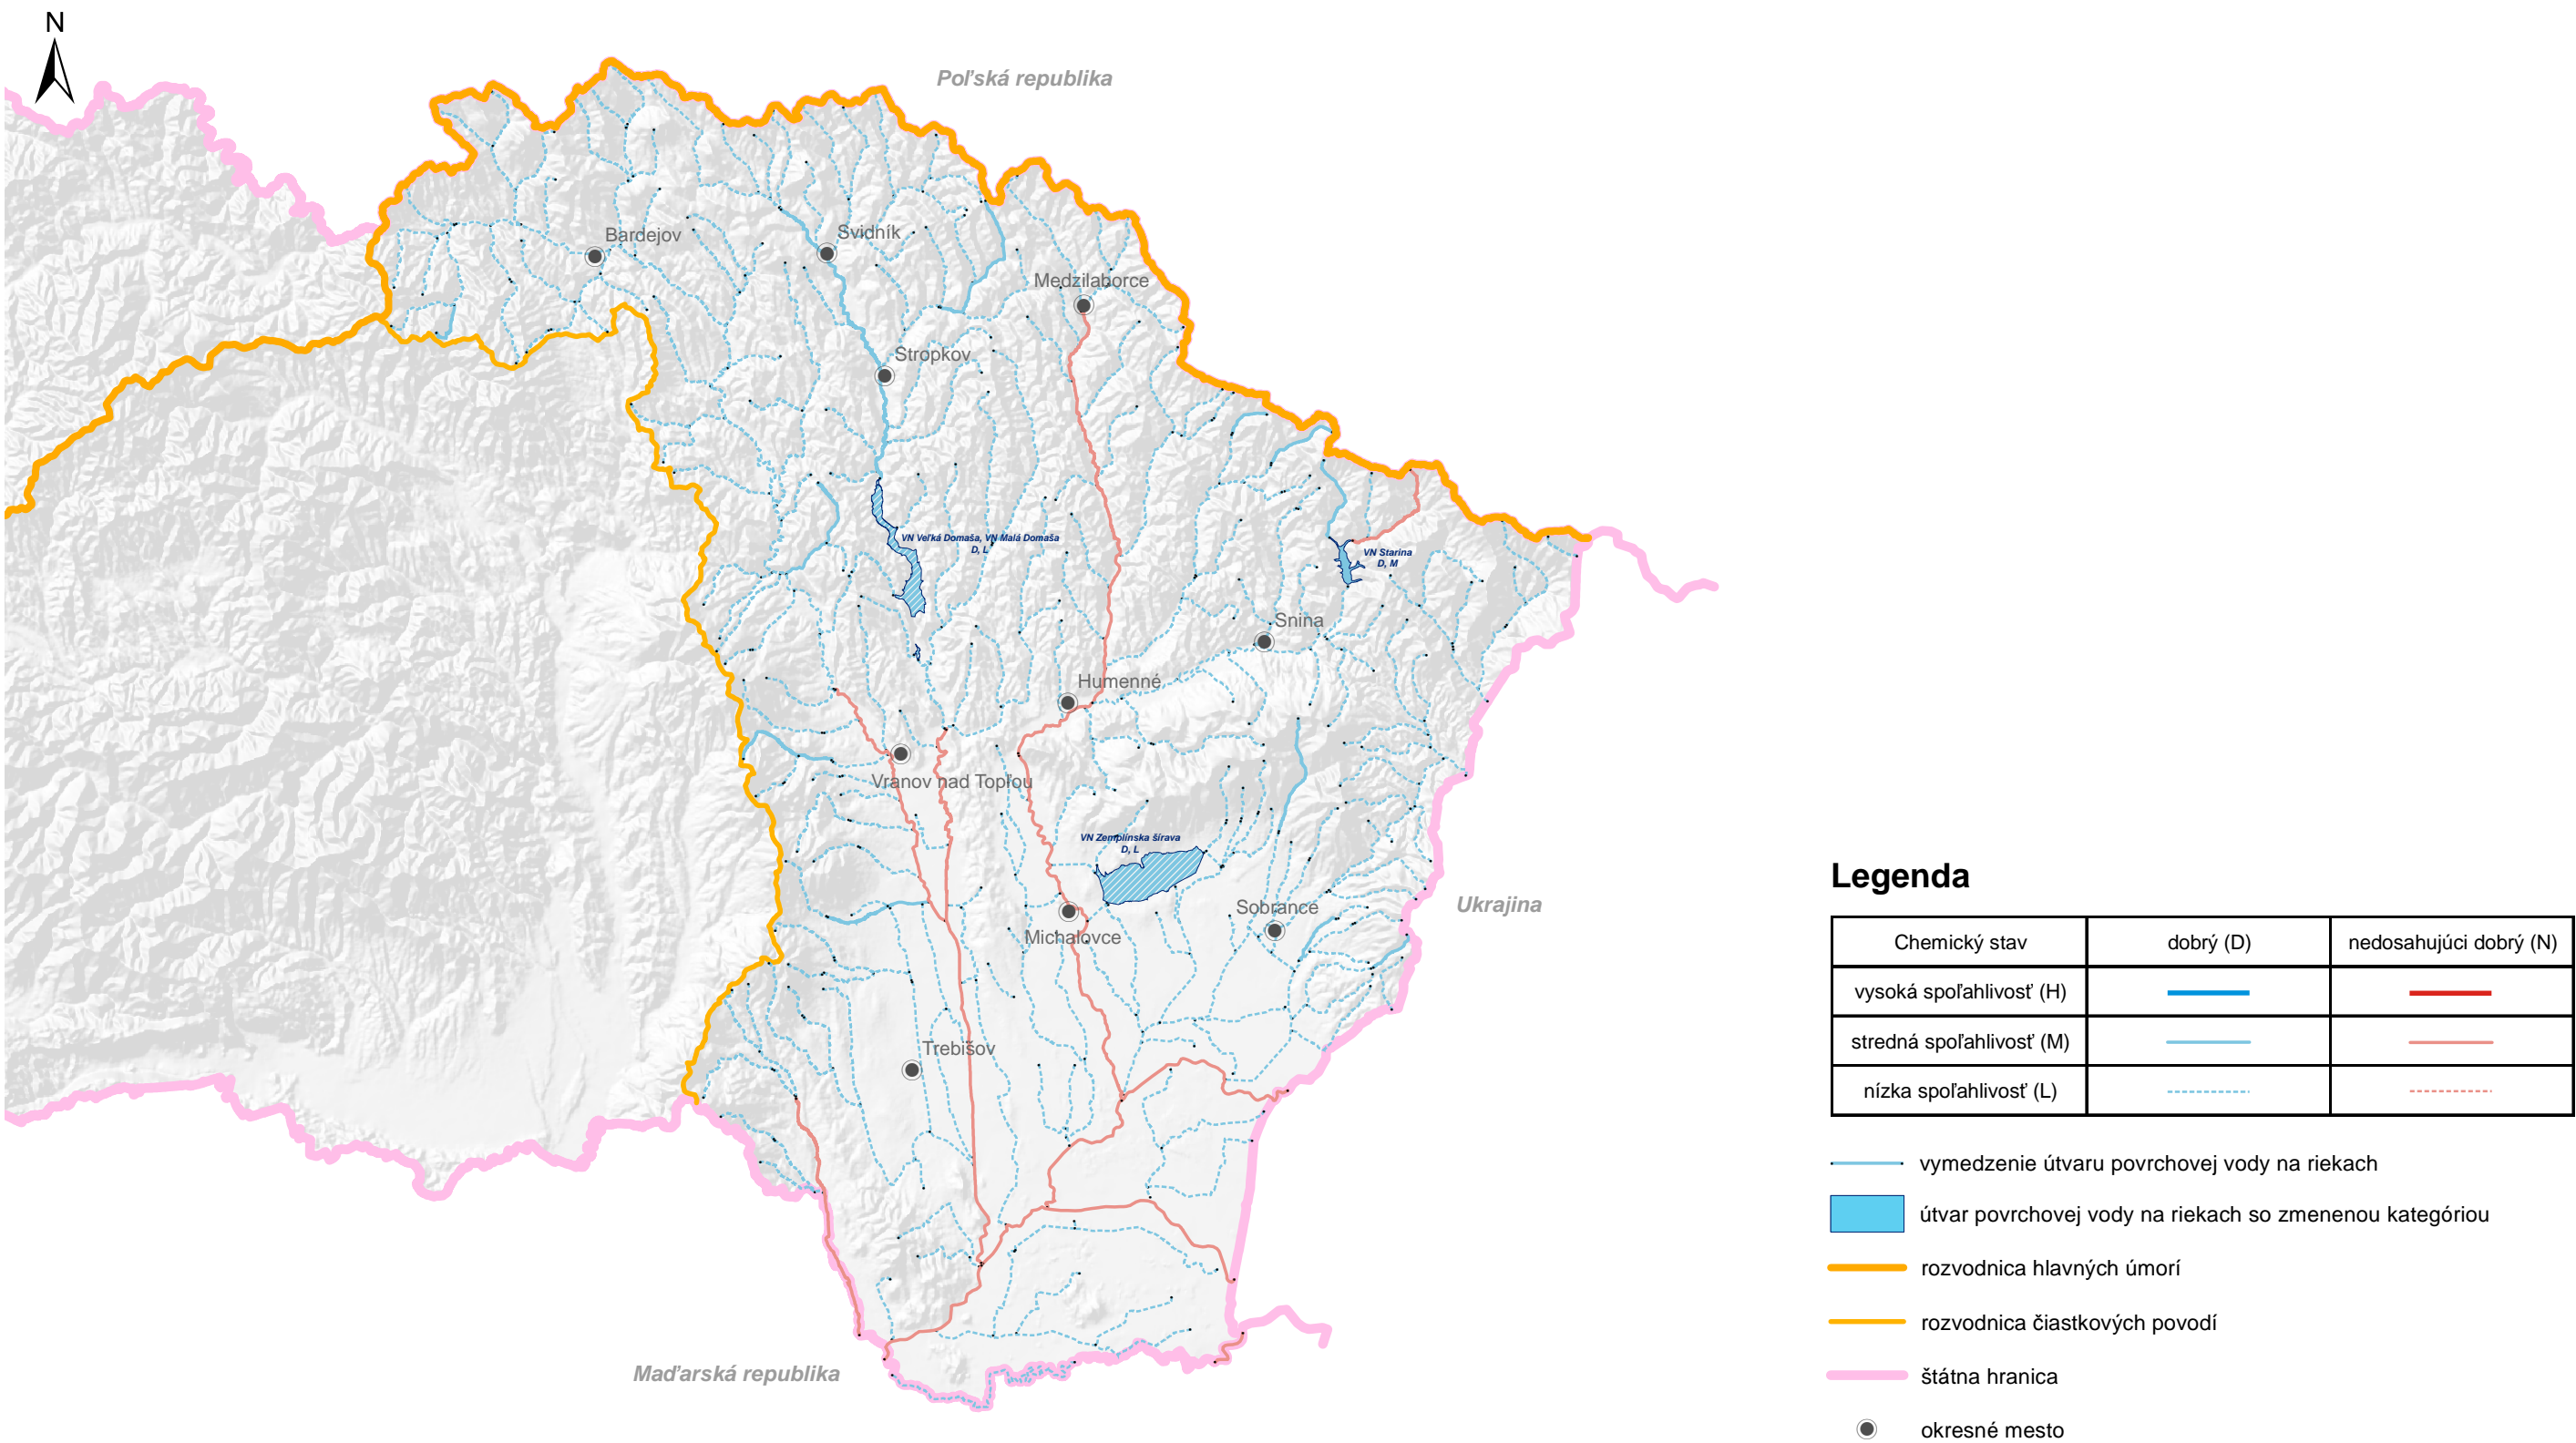 N
Poľská republika
Bardejov
Svidník
Medzilaborce
Stropkov
VN Veľká Domaša, VN Malá Domaša
D, L
VN Starina
D, M
Snina
Humenné
Vranov nad Topľou
VN Zemplínska šírava
D, L
Sobrance
Ukrajina
Michalovce
Trebišov
Maďarská republika
Legenda
Chemický stav dobrý (D) nedosahujúci dobrý (N)
vysoká spoľahlivosť (H)
stredná spoľahlivosť (M)
nízka spoľahlivosť (L)
vymedzenie útvaru povrchovej vody na riekach
útvar povrchovej vody na riekach so zmenenou kategóriou
rozvodnica hlavných úmorí
rozvodnica čiastkových povodí
štátna hranica
okresné mesto